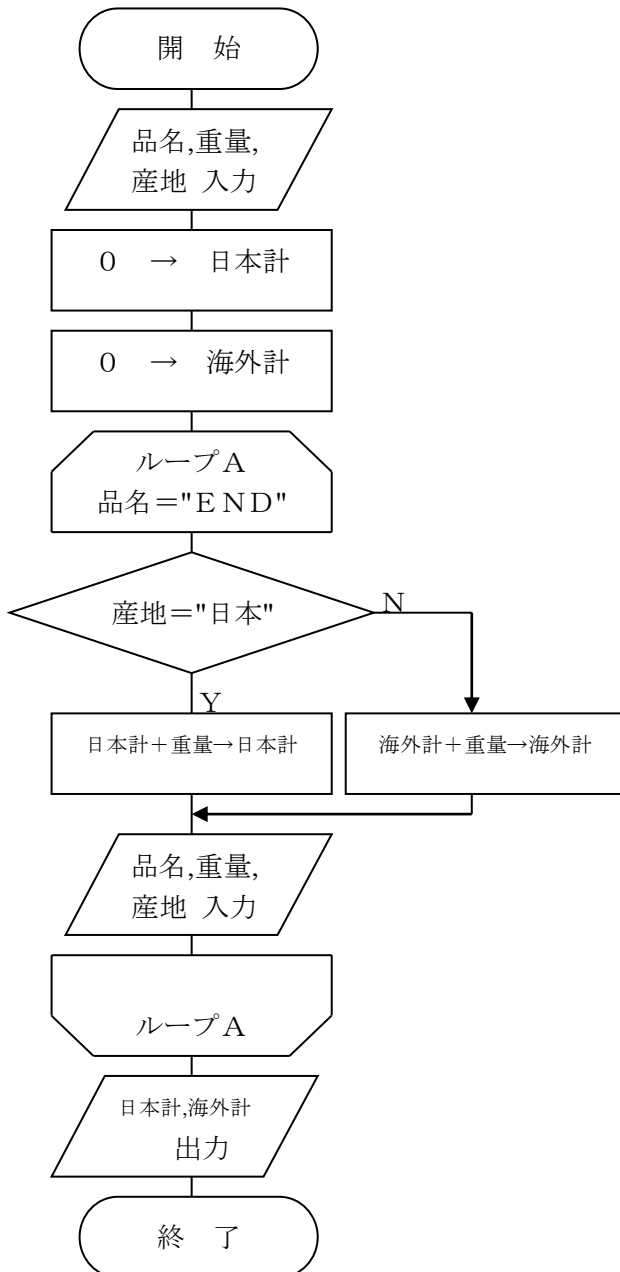 開 始
品名,重量,
産地 入力
0 → 日本計
0 → 海外計
ループA
品名="END"
産地="日本"
N
Y
日本計+重量→日本計
海外計+重量→海外計
品名,重量,
産地 入力
ループA
日本計,海外計
出力
終 了